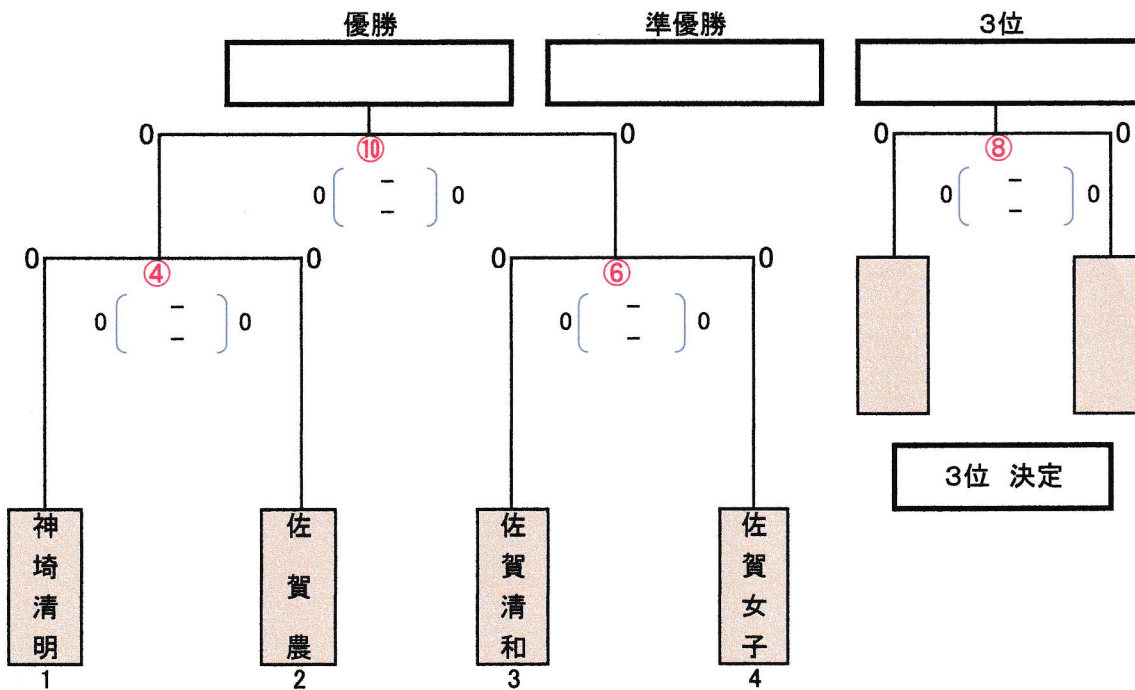 優勝 準優勝 3位
0 0 0 0
⑩ ⑧
0 ( - ) 0 0 ( - ) 0
- -
0 0 0 0
④ ⑥
0 ( - ) 0 0 ( - ) 0
- -
3位 決定
神埼清明
佐賀農
佐賀清和
佐賀女子
1 2 3 4